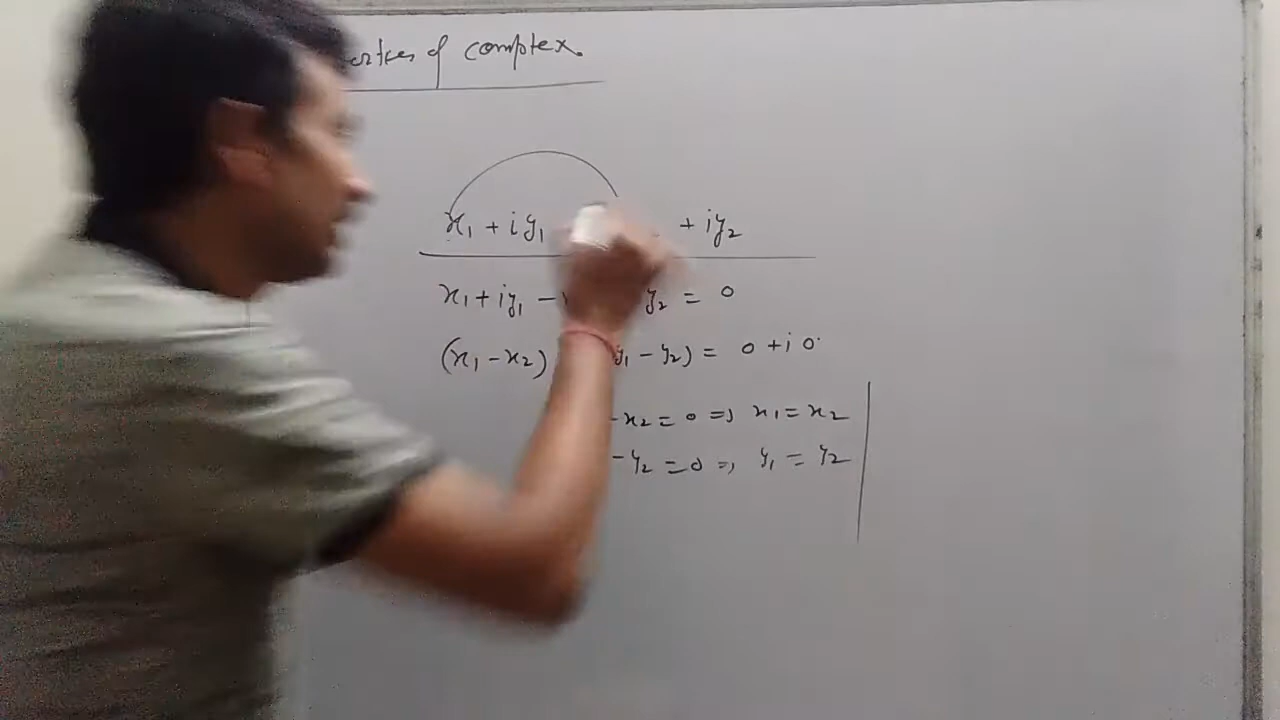 of complex.
x₁ + iy₁ + iy₂
x₁ + iy₁ - y₂ = 0
(x₁ - x₂) y₁ - y₂) = 0 + i 0
- x₂ = 0 ⇒ x₁ = x₂
- y₂ = 0 ⇒ y₁ = y₂